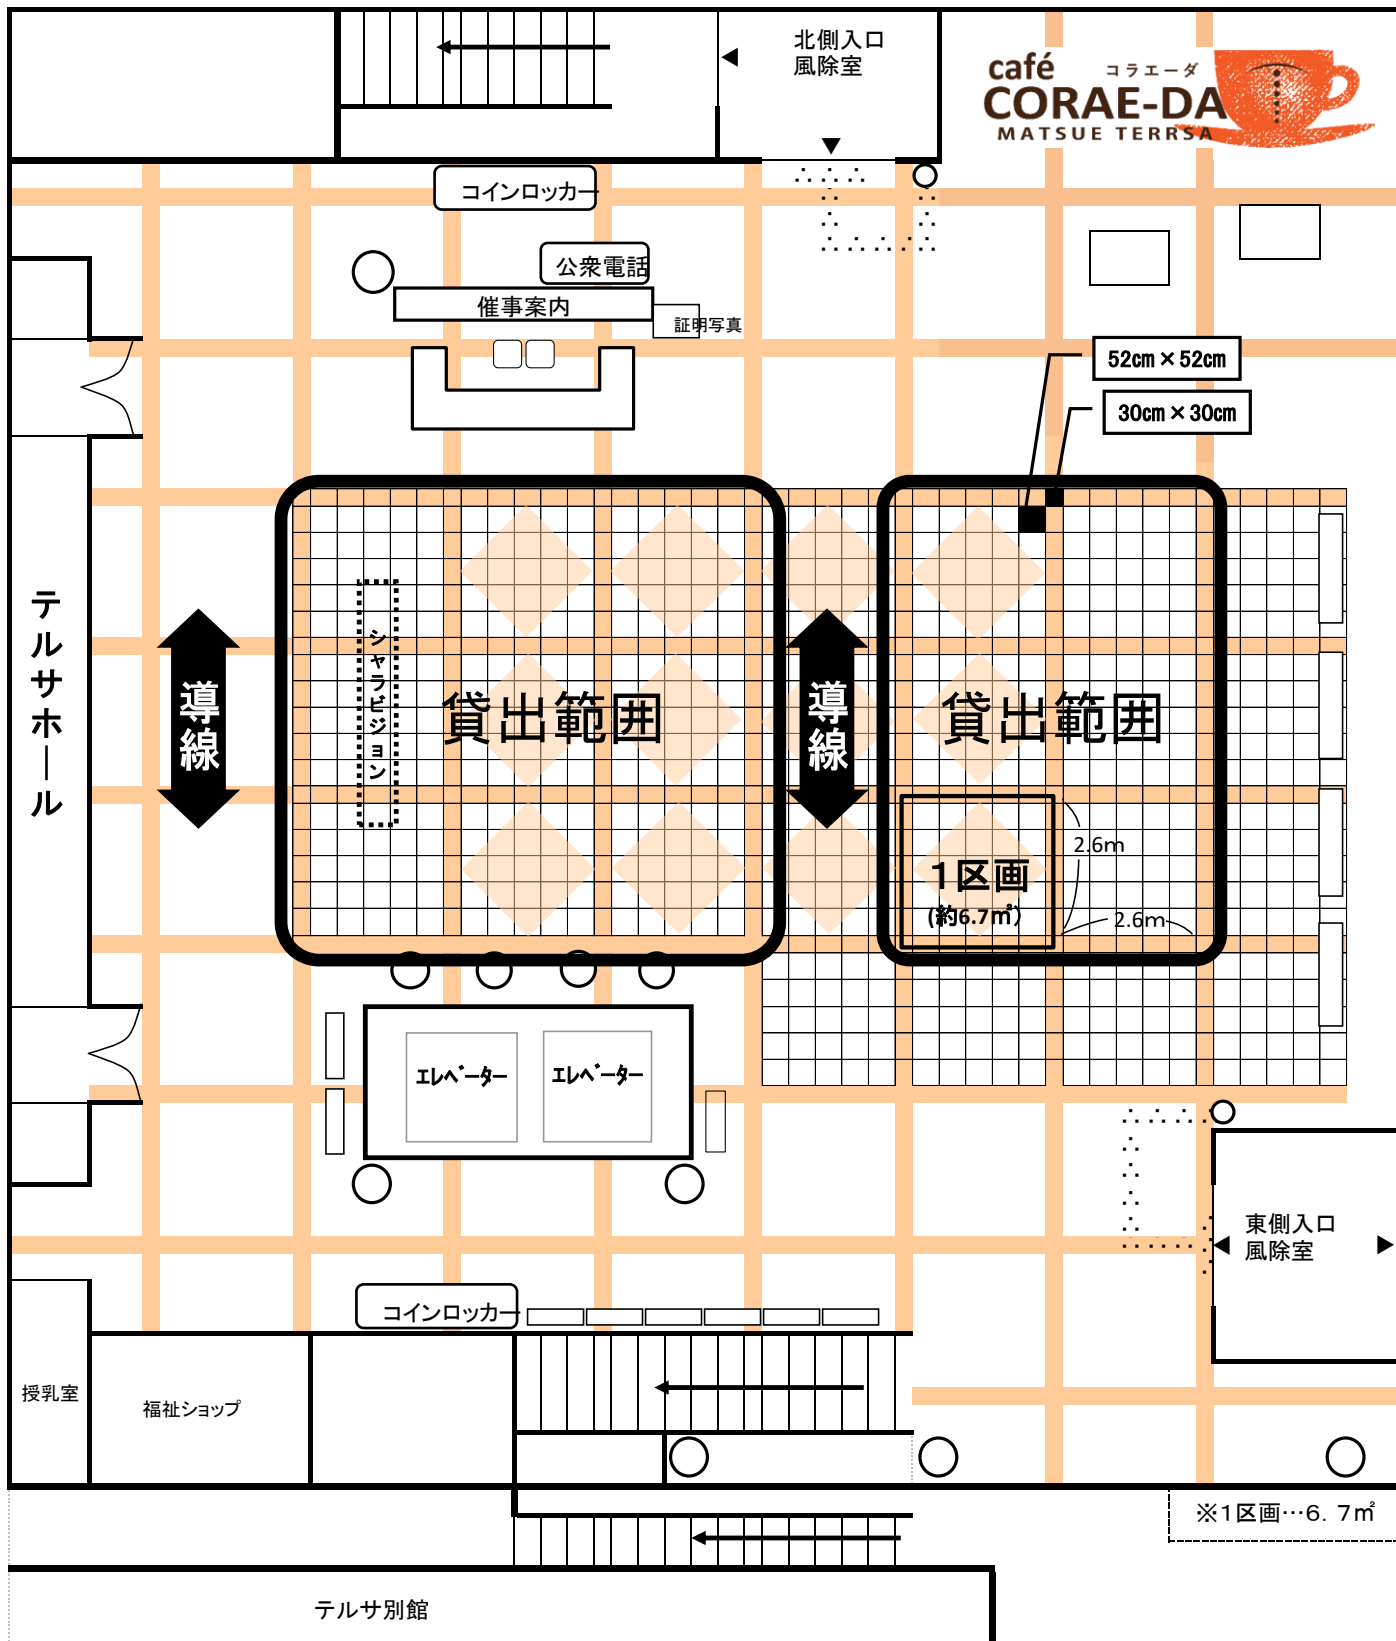 北側入口
風除室
café コラエーダ
CORAE-DA
MATSUE TERRSA
コインロッカー
公衆電話
催事案内
証明写真
52cm×52cm
30cm×30cm
テルサホール
導線
シャラビジョン
貸出範囲
導線
貸出範囲
1区画
(約6.7㎡)
2.6m
2.6m
エレベーター
エレベーター
東側入口
風除室
コインロッカー
授乳室
福祉ショップ
※1区画…6.7㎡
テルサ別館